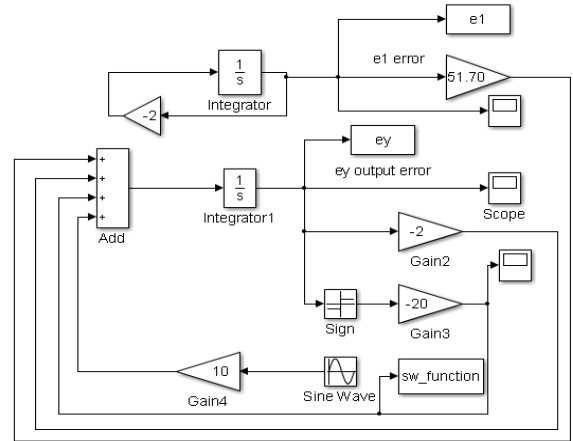 e1
1
s
e1 error
51.70
Integrator
-2
ey
ey output error
+
+
+
+
Add
1
s
Integrator1
Scope
-2
Gain2
Sign
-20
Gain3
10
Gain4
Sine Wave
sw_function